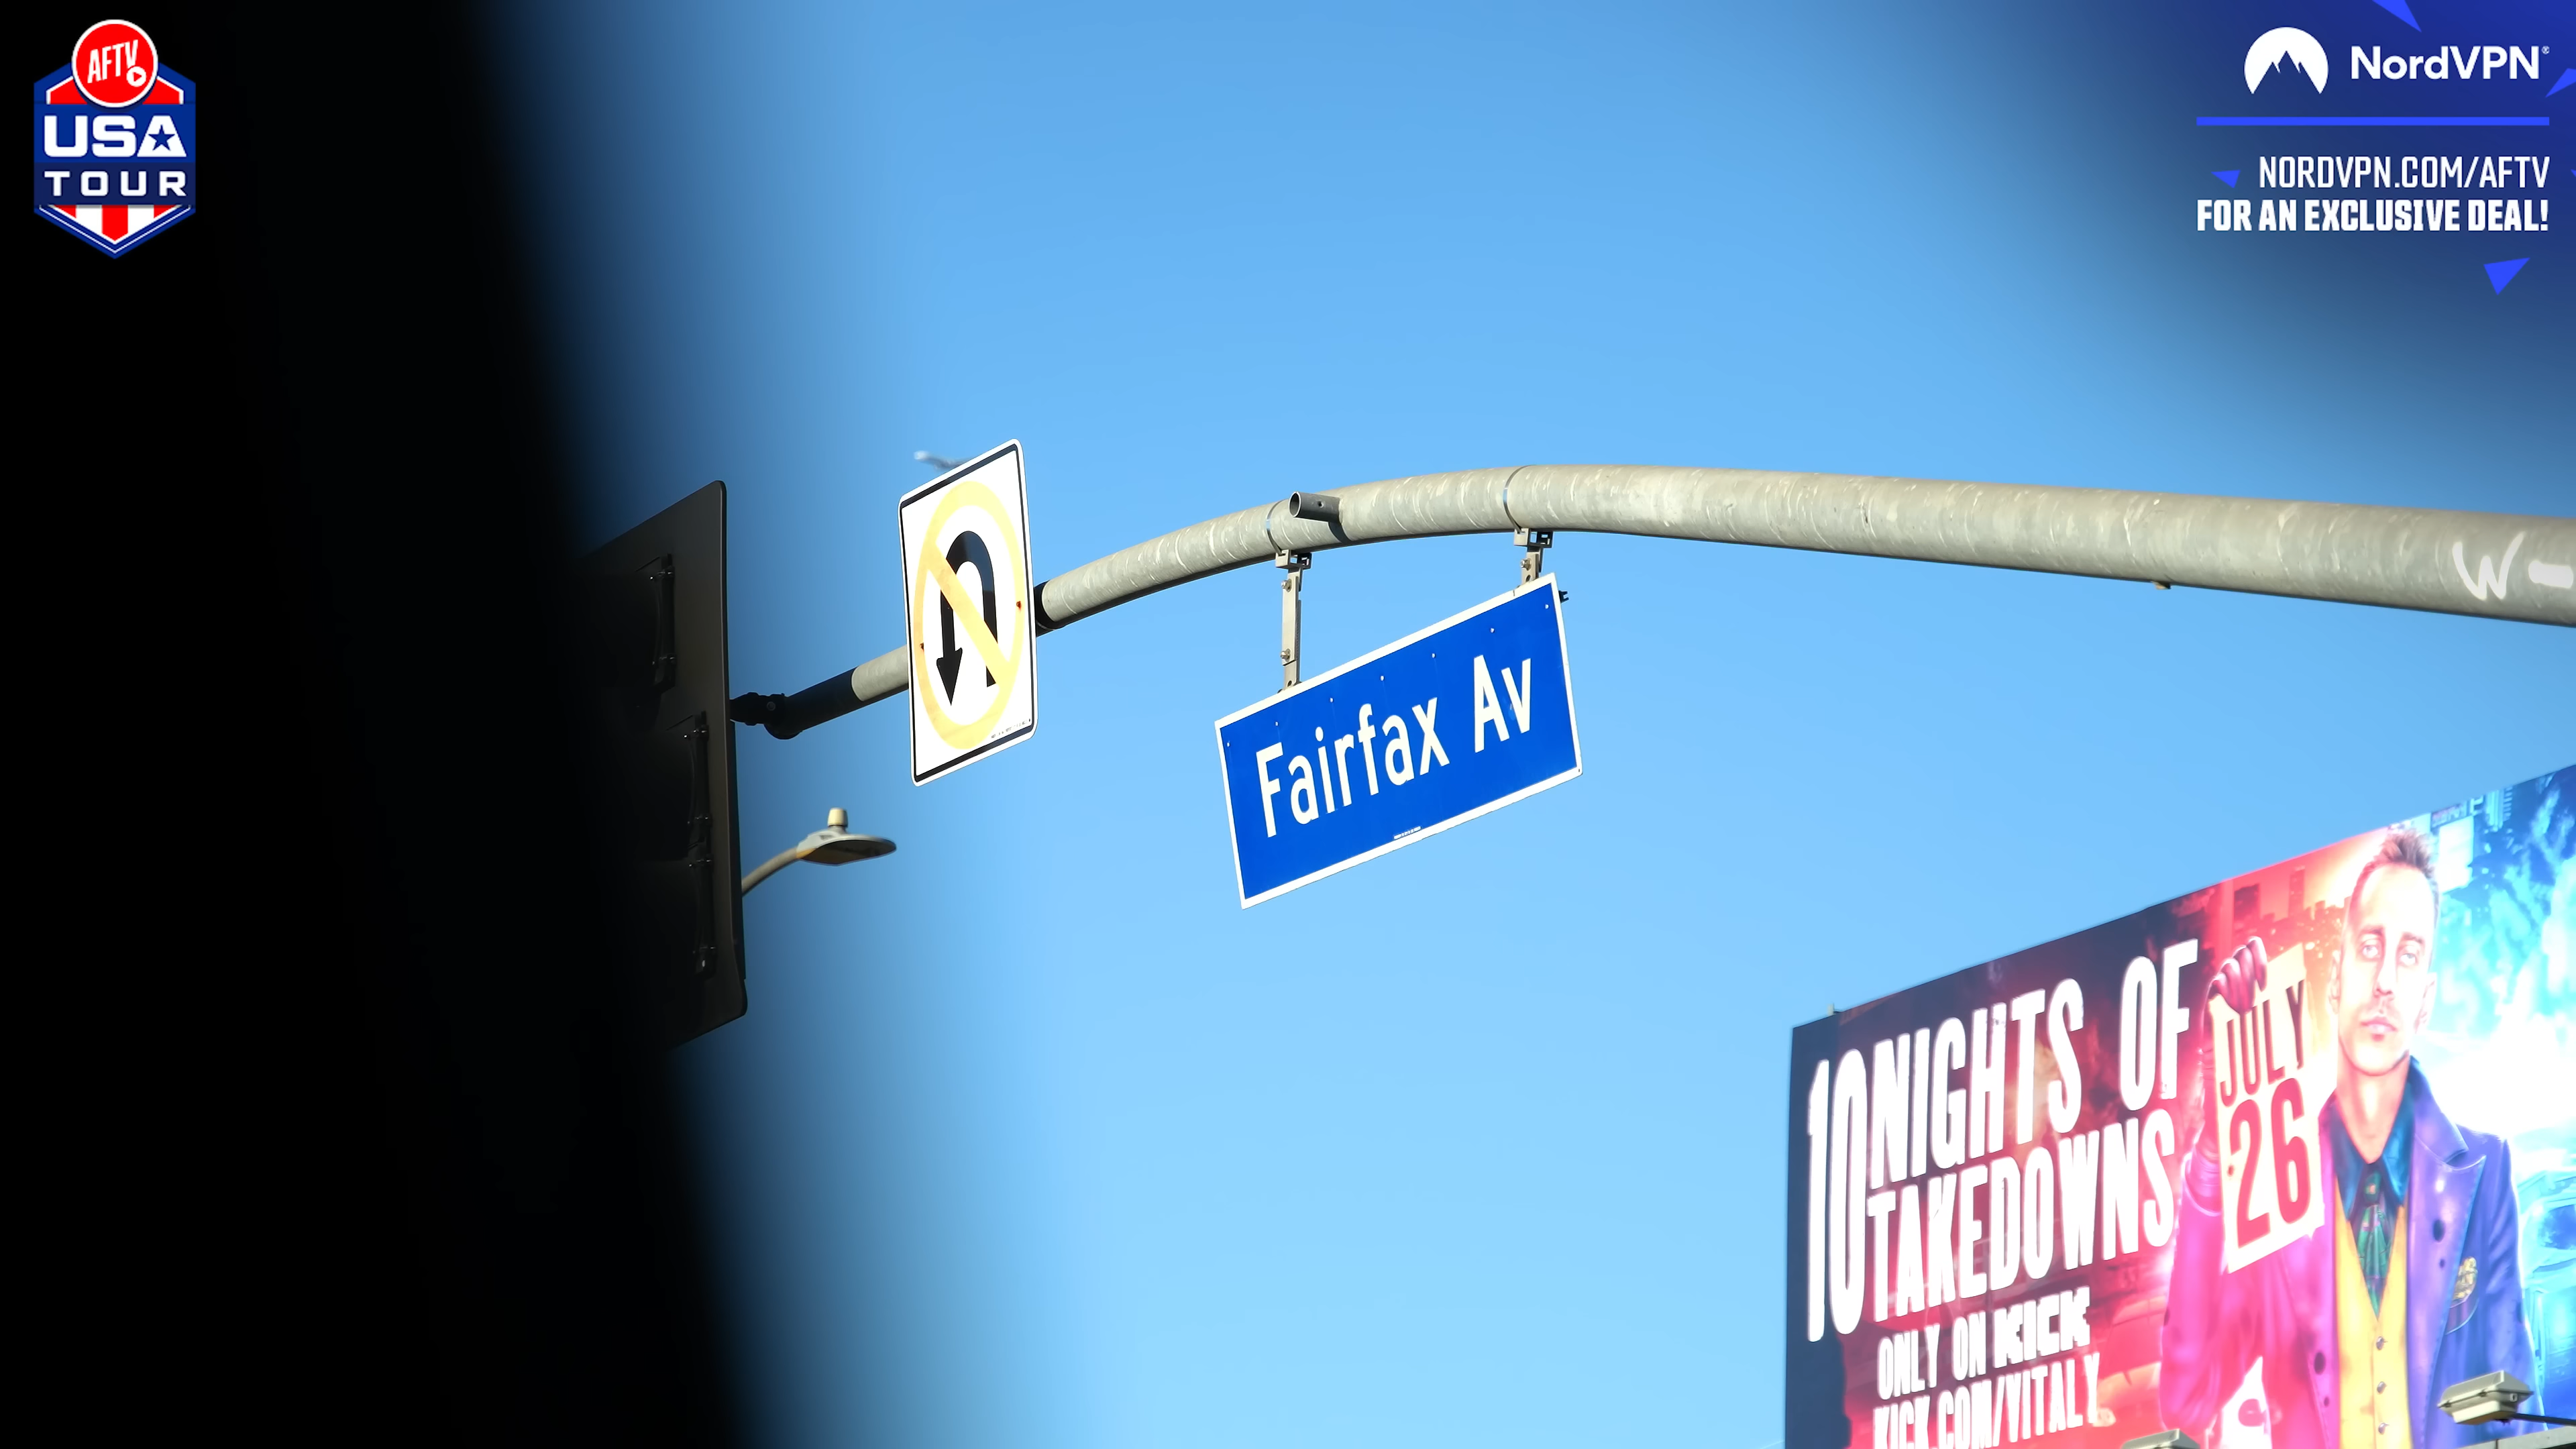 AFTV
USA
TOUR
NordVPN®
NORDVPN.COM/AFTV
FOR AN EXCLUSIVE DEAL!
W-
Fairfax Av
10 NIGHTS OF
TAKEDOWNS
JULY
26
ONLY ON KICK
KICK.COM/VITALY